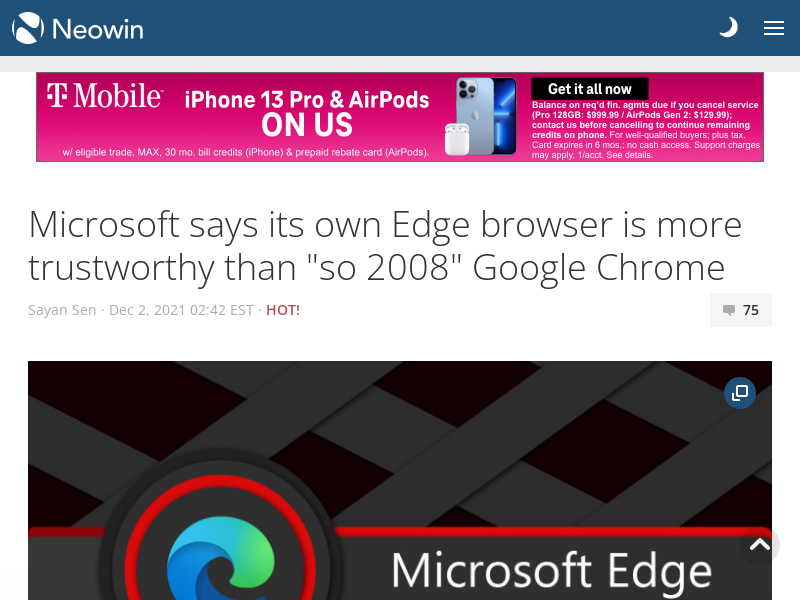 Neowin
T Mobile
iPhone 13 Pro & AirPods
ON US
w/ eligible trade, MAX, 30 mo. bill credits (iPhone) & prepaid rebate card (AirPods).
Get it all now
Balance on req'd fin. agmts due if you cancel service
(Pro 128GB: $999.99 / AirPods Gen 2: $129.99);
contact us before cancelling to continue remaining
credits on phone. For well-qualified buyers; plus tax.
Card expires in 6 mos.; no cash access. Support charges
may apply. 1/acct. See details.
Microsoft says its own Edge browser is more
trustworthy than "so 2008" Google Chrome
Sayan Sen · Dec 2, 2021 02:42 EST · HOT!
75
Microsoft Edge